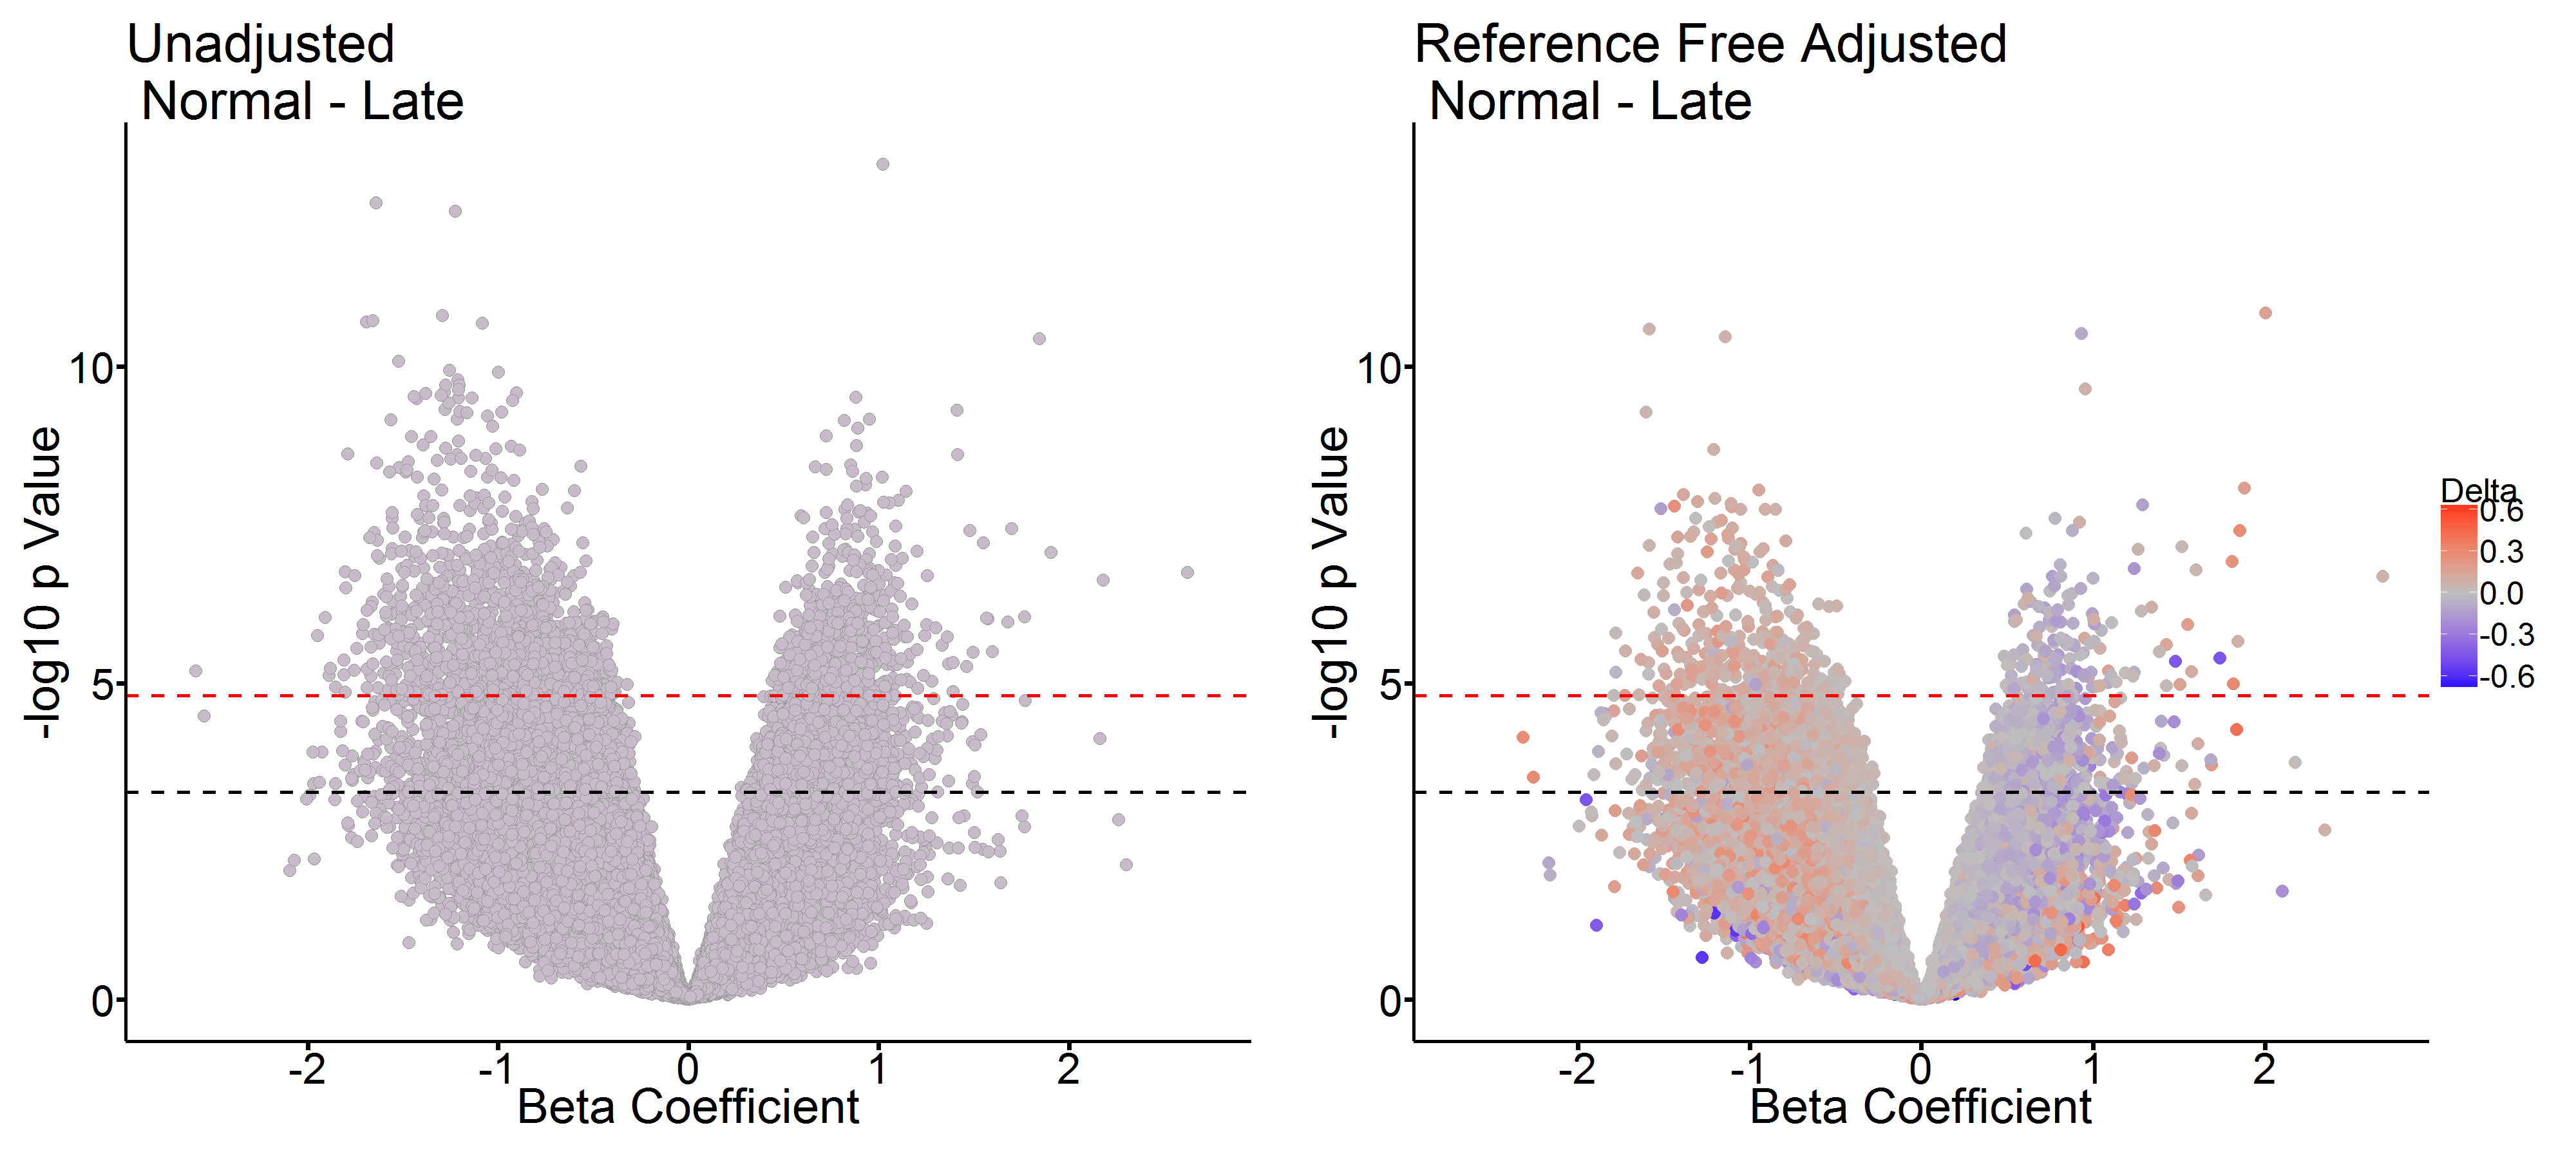 Unadjusted
Normal - Late
-log10 p Value
10
5
0
-2
-1
0
1
2
Beta Coefficient
Reference Free Adjusted
Normal - Late
-log10 p Value
10
5
0
-2
-1
0
1
2
Beta Coefficient
Delta
0.6
0.3
0.0
-0.3
-0.6